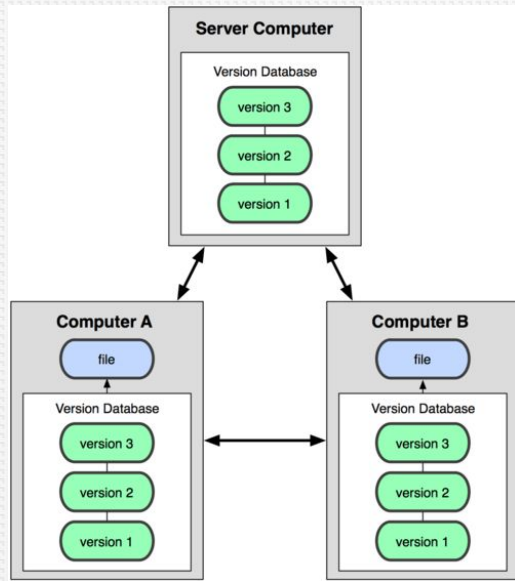 Server Computer
Version Database
version 3
version 2
version 1
Computer A
file
Version Database
version 3
version 2
version 1
Computer B
file
Version Database
version 3
version 2
version 1